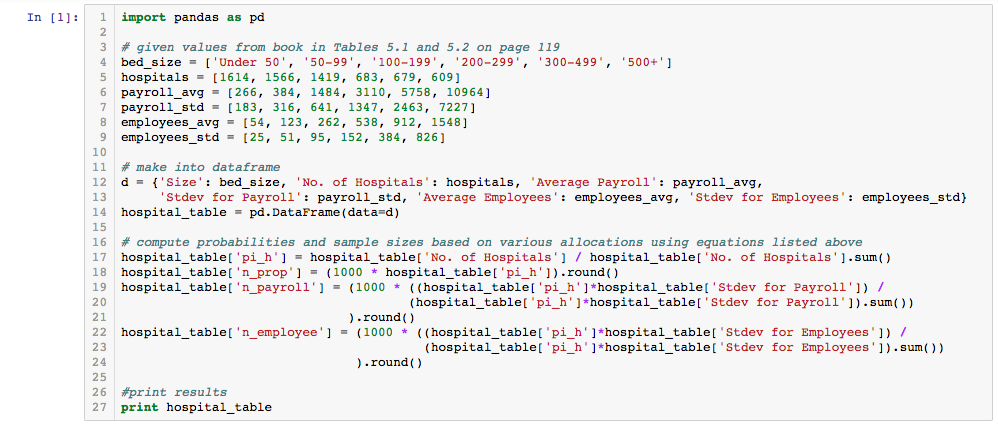 In [1]:
1 import pandas as pd
2
3 # given values from book in Tables 5.1 and 5.2 on page 119
4 bed_size = ['Under 50', '50-99', '100-199', '200-299', '300-499', '500+']
5 hospitals = [1614, 1566, 1419, 683, 679, 609]
6 payroll_avg = [266, 384, 1484, 3110, 5758, 10964]
7 payroll_std = [183, 316, 641, 1347, 2463, 7227]
8 employees_avg = [54, 123, 262, 538, 912, 1548]
9 employees_std = [25, 51, 95, 152, 384, 826]
10
11 # make into dataframe
12 d = {'Size': bed_size, 'No. of Hospitals': hospitals, 'Average Payroll': payroll_avg,
13      'Stdev for Payroll': payroll_std, 'Average Employees': employees_avg, 'Stdev for Employees': employees_std}
14 hospital_table = pd.DataFrame(data=d)
15
16 # compute probabilities and sample sizes based on various allocations using equations listed above
17 hospital_table['pi_h'] = hospital_table['No. of Hospitals'] / hospital_table['No. of Hospitals'].sum()
18 hospital_table['n_prop'] = (1000 * hospital_table['pi_h']).round()
19 hospital_table['n_payroll'] = (1000 * ((hospital_table['pi_h']*hospital_table['Stdev for Payroll']) /
20                                       (hospital_table['pi_h']*hospital_table['Stdev for Payroll']).sum())
21                               ).round()
22 hospital_table['n_employee'] = (1000 * ((hospital_table['pi_h']*hospital_table['Stdev for Employees']) /
23                                         (hospital_table['pi_h']*hospital_table['Stdev for Employees']).sum())
24                                ).round()
25
26 #print results
27 print hospital_table